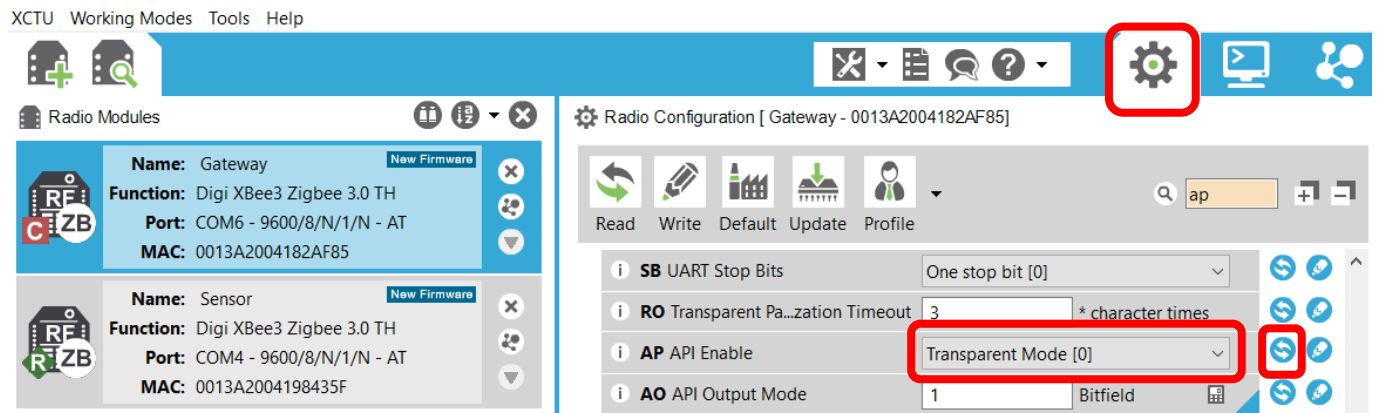 XCTU Working Modes Tools Help
Radio Modules
Radio Configuration [ Gateway - 0013A2004182AF85]
Name: Gateway New Firmware
Function: Digi XBee3 Zigbee 3.0 TH
Port: COM6 - 9600/8/N/1/N - AT
MAC: 0013A2004182AF85
RF
C ZB
Name: Sensor New Firmware
Function: Digi XBee3 Zigbee 3.0 TH
Port: COM4 - 9600/8/N/1/N - AT
MAC: 0013A2004198435F
RF
R ZB
Read Write Default Update Profile
ap
i SB UART Stop Bits One stop bit [0]
i RO Transparent Pa...zation Timeout 3 * character times
i AP API Enable Transparent Mode [0]
i AO API Output Mode 1 Bitfield